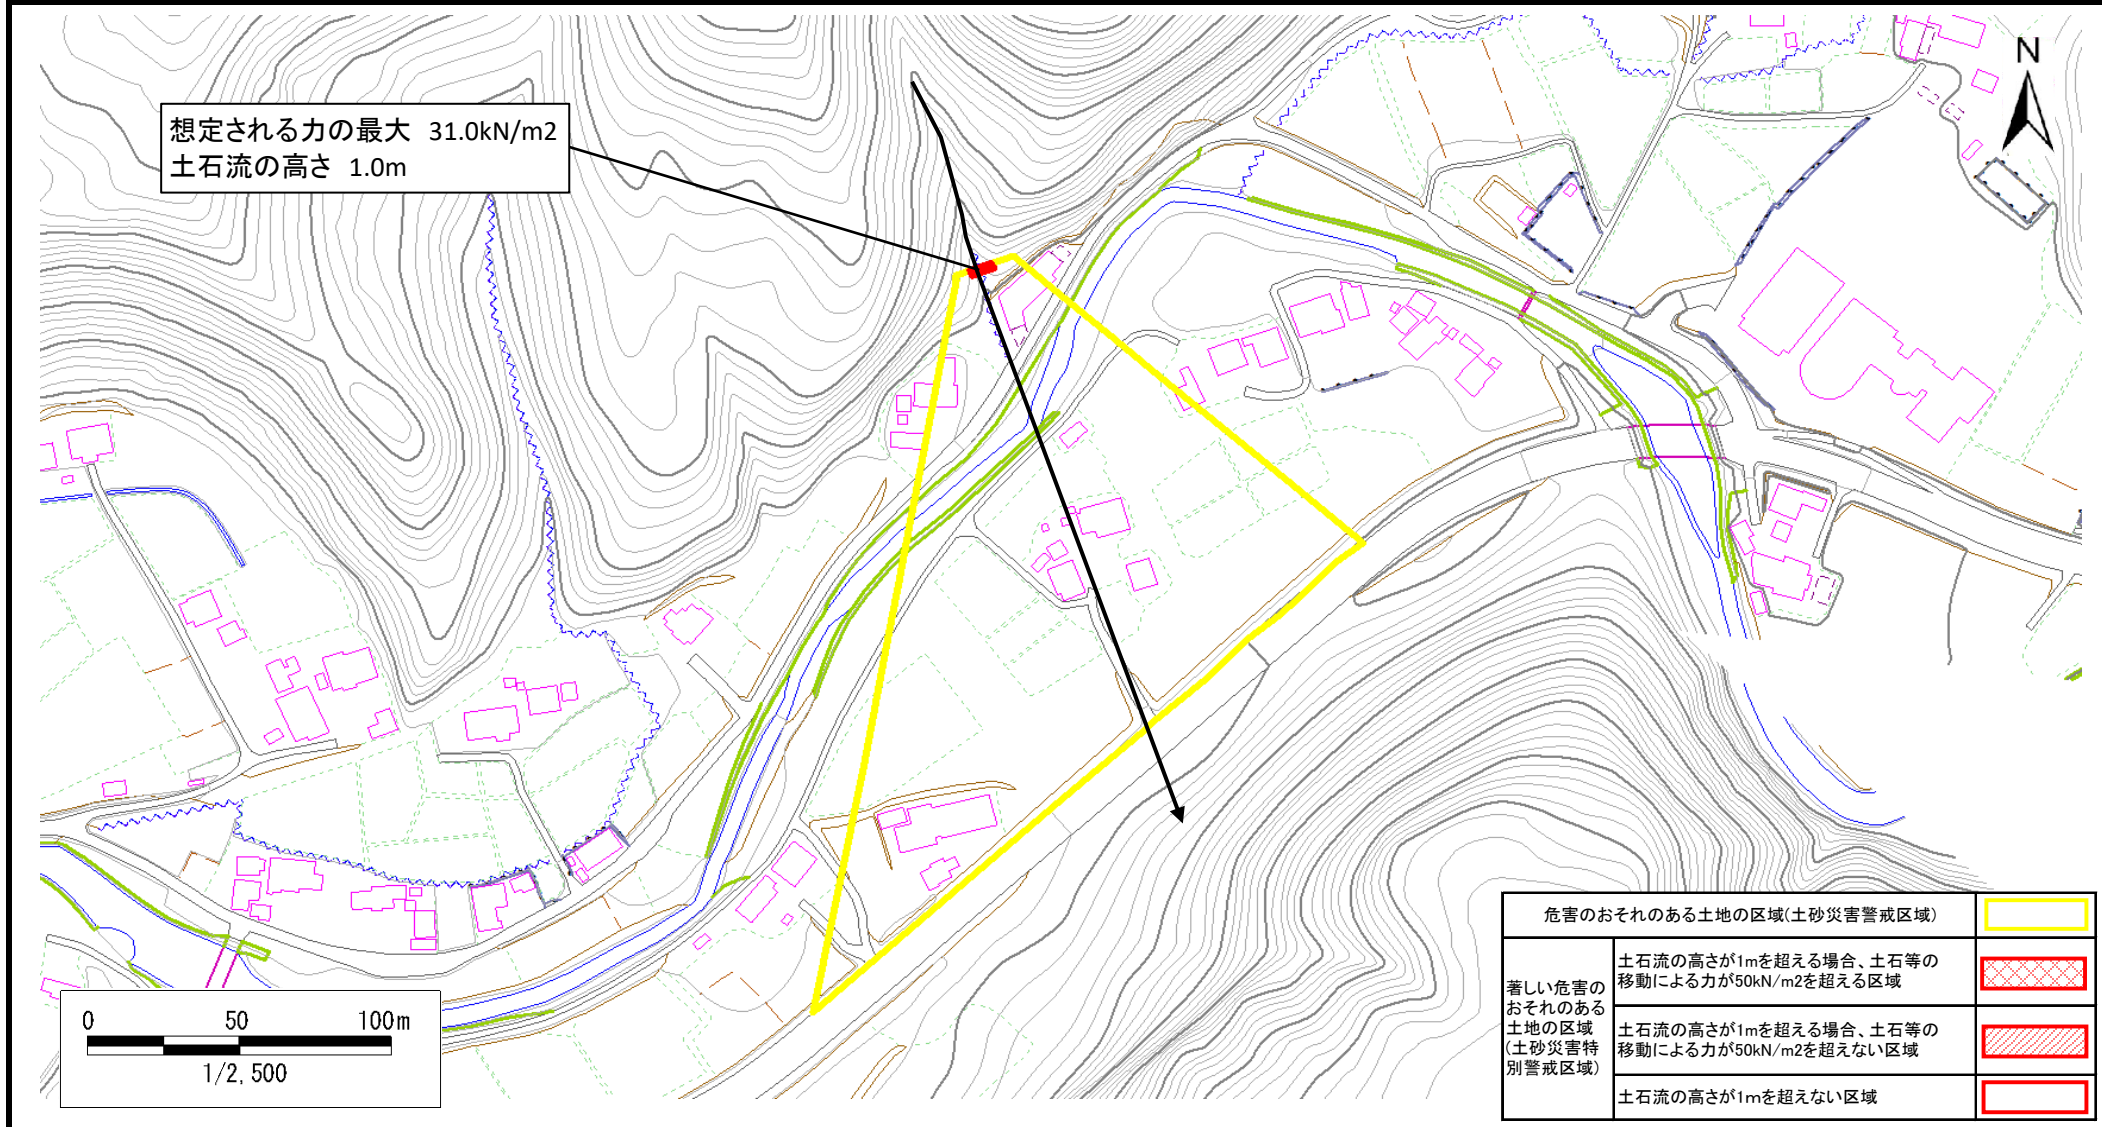 N
想定される力の最大 31.0kN/m2
土石流の高さ 1.0m
0 50 100m
1/2,500
危害のおそれのある土地の区域(土砂災害警戒区域)
著しい危害の
おそれのある
土地の区域
(土砂災害特
別警戒区域)
土石流の高さが1mを超える場合、土石等の
移動による力が50kN/m2を超える区域
土石流の高さが1mを超える場合、土石等の
移動による力が50kN/m2を超えない区域
土石流の高さが1mを超えない区域